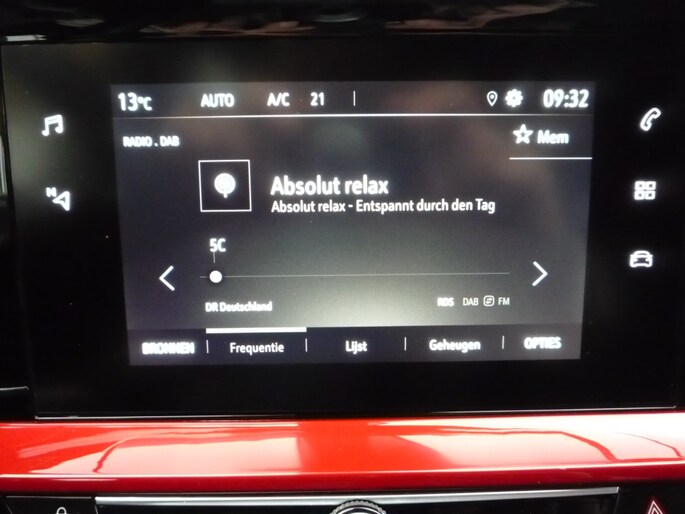 13°C AUTO A/C 21 09:32
RADIO . DAB
Mem
Absolut relax
Absolut relax - Entspannt durch den Tag
5C
DR Deutschland RDS DAB FM
BRONNEN Frequentie Lijst Geheugen OPTIES
N